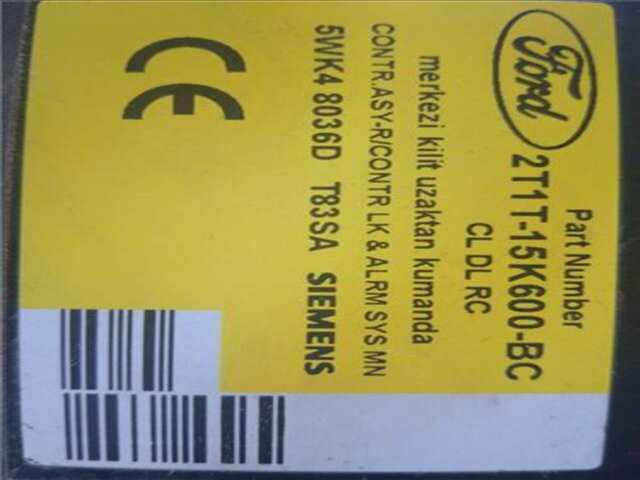 Ford
Part Number
2T1T-15K600-BC
CL DL RC
merkezi kilit uzaktan kumanda
CONTR.ASY-R/CONTR LK & ALRM SYS MN
5WK4 8036D T83SA SIEMENS
CE